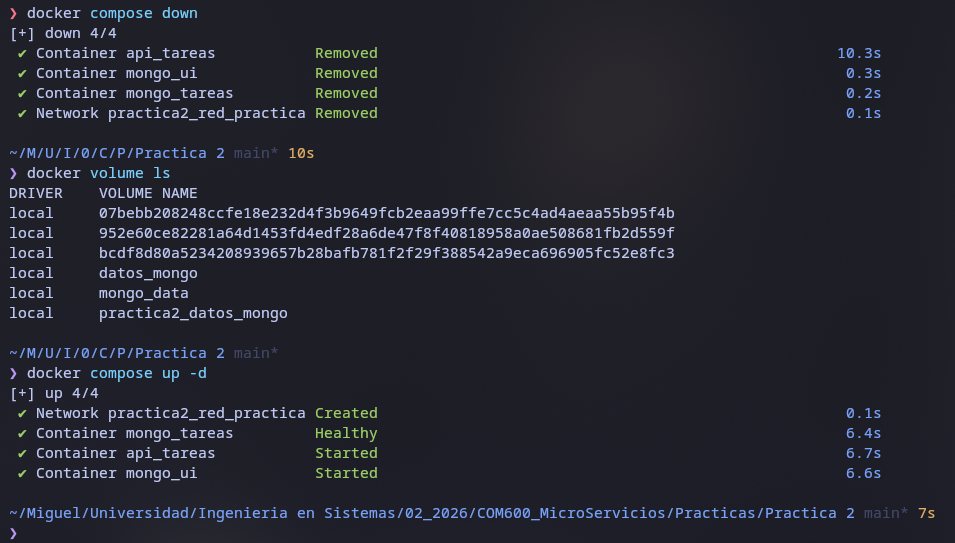 ❯ docker compose down
[+] down 4/4
✔ Container api_tareas Removed 10.3s
✔ Container mongo_ui Removed 0.3s
✔ Container mongo_tareas Removed 0.2s
✔ Network practica2_red_practica Removed 0.1s
~/M/U/I/0/C/P/Practica 2 main* 10s
❯ docker volume ls
DRIVER VOLUME NAME
local 07bebb208248ccfe18e232d4f3b9649fcb2eaa99ffe7cc5c4ad4aeaa55b95f4b
local 952e60ce82281a64d1453fd4edf28a6de47f8f40818958a0ae508681fb2d559f
local bcdf8d80a5234208939657b28bafb781f2f29f388542a9eca696905fc52e8fc3
local datos_mongo
local mongo_data
local practica2_datos_mongo
~/M/U/I/0/C/P/Practica 2 main*
❯ docker compose up -d
[+] up 4/4
✔ Network practica2_red_practica Created 0.1s
✔ Container mongo_tareas Healthy 6.4s
✔ Container api_tareas Started 6.7s
✔ Container mongo_ui Started 6.6s
~/Miguel/Universidad/Ingenieria en Sistemas/02_2026/COM600_MicroServicios/Practicas/Practica 2 main* 7s
❯